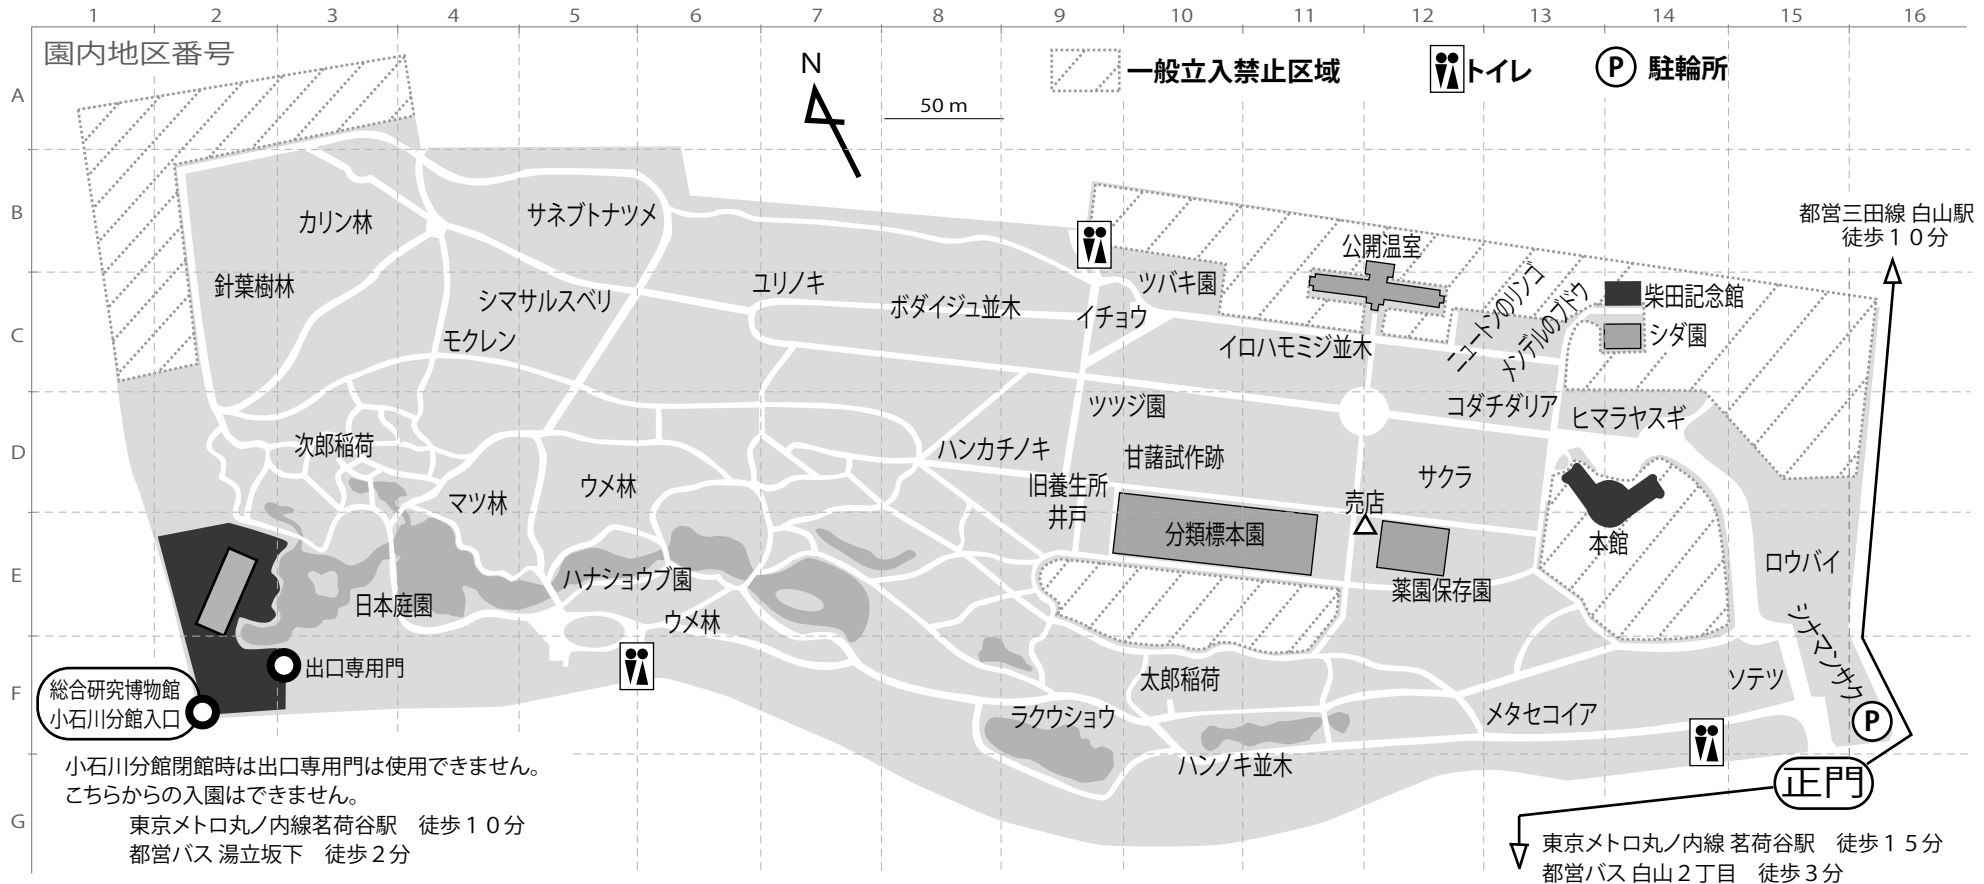 1 2 3 4 5 6 7 8 9 10 11 12 13 14 15 16
園内地区番号
N
50 m
一般立入禁止区域
トイレ
P 駐輪所
A
B
カリン林
サネブトナツメ
公開温室
都営三田線 白山駅
徒歩１０分
針葉樹林
シマサルスベリ
ユリノキ
ボダイジュ並木
ツバキ園
イチョウ
ニュートンのリンゴ
メンデルのブドウ
柴田記念館
シダ園
C
モクレン
イロハモミジ並木
ツツジ園
コダチダリア
ヒマラヤスギ
D
次郎稲荷
ハンカチノキ
甘藷試作跡
サクラ
マツ林
ウメ林
旧養生所
井戸
売店
分類標本園
本館
E
ハナショウブ園
ロウバイ
日本庭園
薬園保存園
ウメ林
シナマンサク
出口専用門
太郎稲荷
ソテツ
F
総合研究博物館
小石川分館入口
ラクウショウ
メタセコイア
P
ハンノキ並木
正門
小石川分館閉館時は出口専用門は使用できません。
こちらからの入園はできません。
G
東京メトロ丸ノ内線茗荷谷駅　徒歩１０分
都営バス 湯立坂下　徒歩２分
東京メトロ丸ノ内線 茗荷谷駅　徒歩１５分
都営バス 白山２丁目　徒歩３分